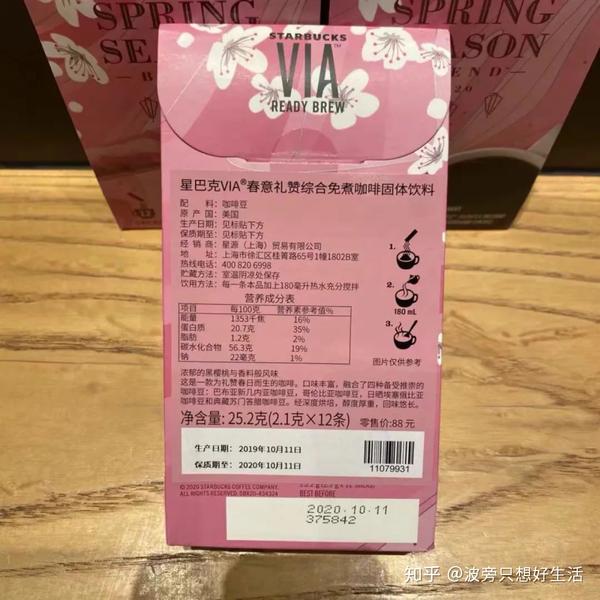 SPRING
SEASON
SPRING
SEASON
STARBUCKS
VIA™
READY BREW
星巴克VIA®春意礼赞综合免煮咖啡固体饮料
配 料：咖啡豆
原 产 国：美国
生产日期：见标贴下方
保质期至：见标贴下方
经 销 商：星源（上海）贸易有限公司
地 址：上海市徐汇区桂箐路65号1幢1802B室
热线电话：400 820 6998
贮藏方法：室温阴凉处保存
饮用方法：每一条本品加上180毫升热水充分搅拌
1.
2.
180 mL
3.
图片仅供参考
营养成分表
项目 每100克 营养素参考值%
能量 1353千焦 16%
蛋白质 20.7克 35%
脂肪 1.2克 2%
碳水化合物 56.3克 19%
钠 22毫克 1%
浓郁的黑樱桃与香料般风味
这是一款为礼赞春日而生的咖啡。口味丰富，融合了四种备受推崇的
咖啡豆：巴布亚新几内亚咖啡豆，哥伦比亚咖啡豆，日晒埃塞俄比亚
咖啡豆和典藏苏门答腊咖啡豆。经深度烘焙，醇度厚重，回味悠长。
净含量：25.2克(2.1克×12条) 零售价:88 元
生产日期： 2019年10月11日
保质期至： 2020年10月11日
11079931
© 2020 STARBUCKS COFFEE COMPANY.
ALL RIGHTS RESERVED.
BEST BEFORE
2020.10.11
375842
知乎 @波旁只想好生活